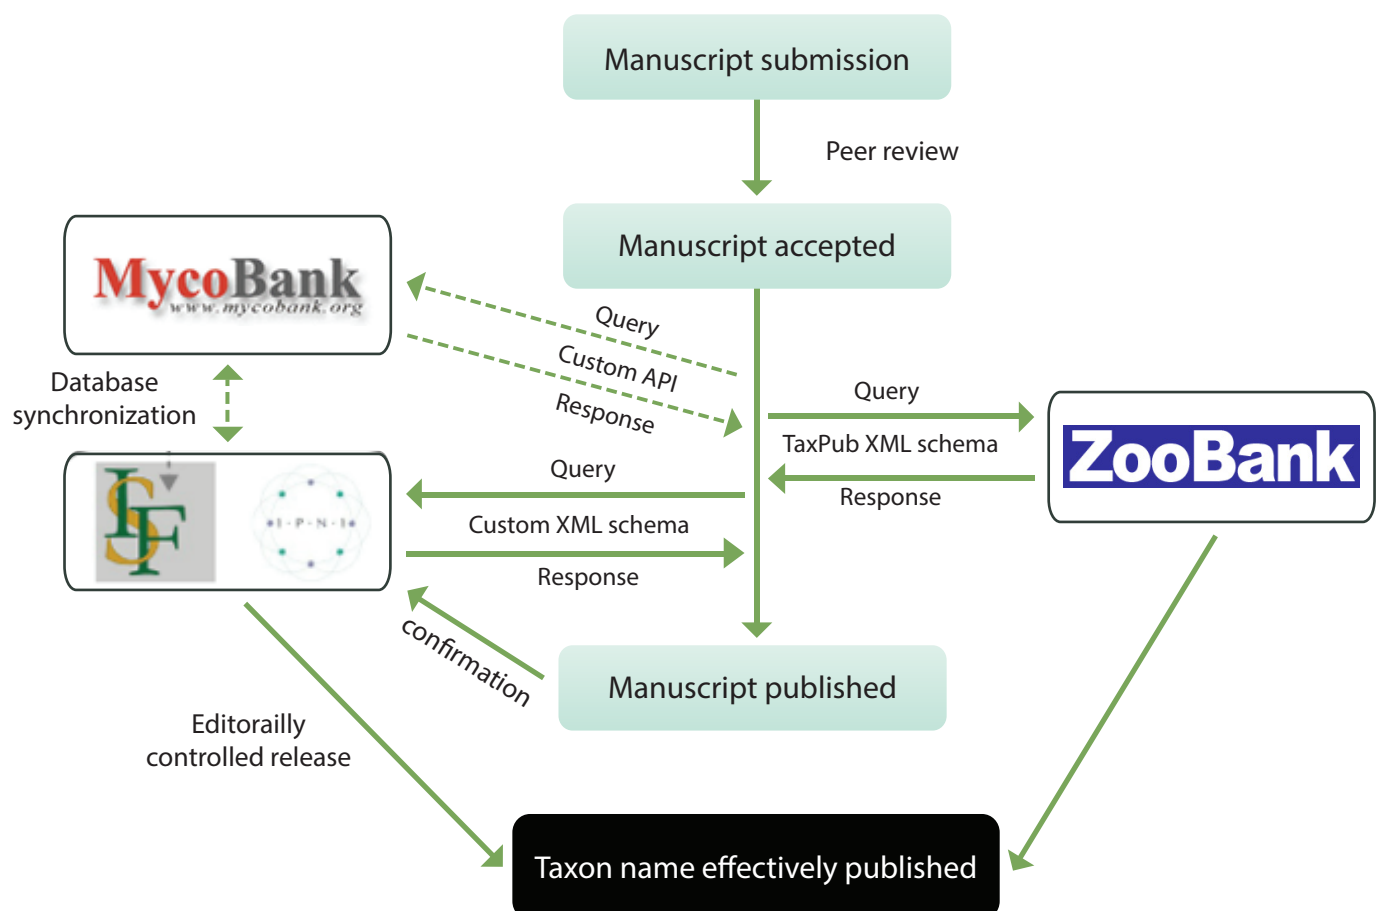 Manuscript submission
Peer review
Manuscript accepted
MycoBank
www.mycobank.org
Query
Custom API
Response
Database
synchronization
Query
TaxPub XML schema
Response
ZooBank
ISF
I·P·N·I
Query
Custom XML schema
Response
confirmation
Manuscript published
Editorailly
controlled release
Taxon name effectively published